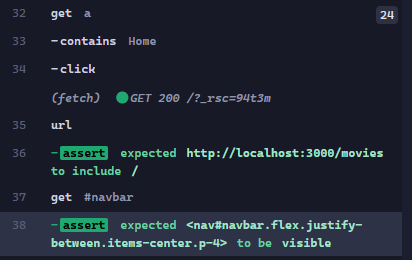 32 get a 24
33 -contains Home
34 -click
(fetch) GET 200 /?_rsc=94t3m
35 url
36 -assert expected http://localhost:3000/movies
to include /
37 get #navbar
38 -assert expected <nav#navbar.flex.justify-
between.items-center.p-4> to be visible